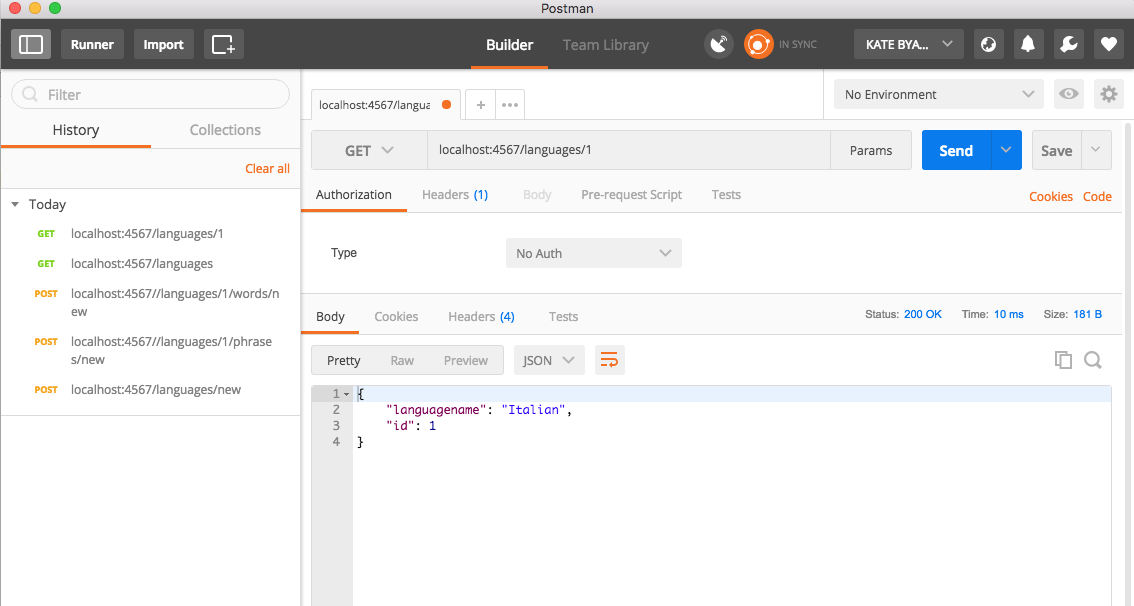 Postman
Runner
Import
Builder
Team Library
IN SYNC
KATE BYA...
Filter
History
Collections
Clear all
Today
GET localhost:4567/languages/1
GET localhost:4567/languages
POST localhost:4567//languages/1/words/n
ew
POST localhost:4567//languages/1/phrase
s/new
POST localhost:4567/languages/new
localhost:4567/langua
+
•••
No Environment
GET
localhost:4567/languages/1
Params
Send
Save
Authorization
Headers (1)
Body
Pre-request Script
Tests
Cookies
Code
Type
No Auth
Body
Cookies
Headers (4)
Tests
Status: 200 OK
Time: 10 ms
Size: 181 B
Pretty
Raw
Preview
JSON
1 {
2 "languagename": "Italian",
3 "id": 1
4 }